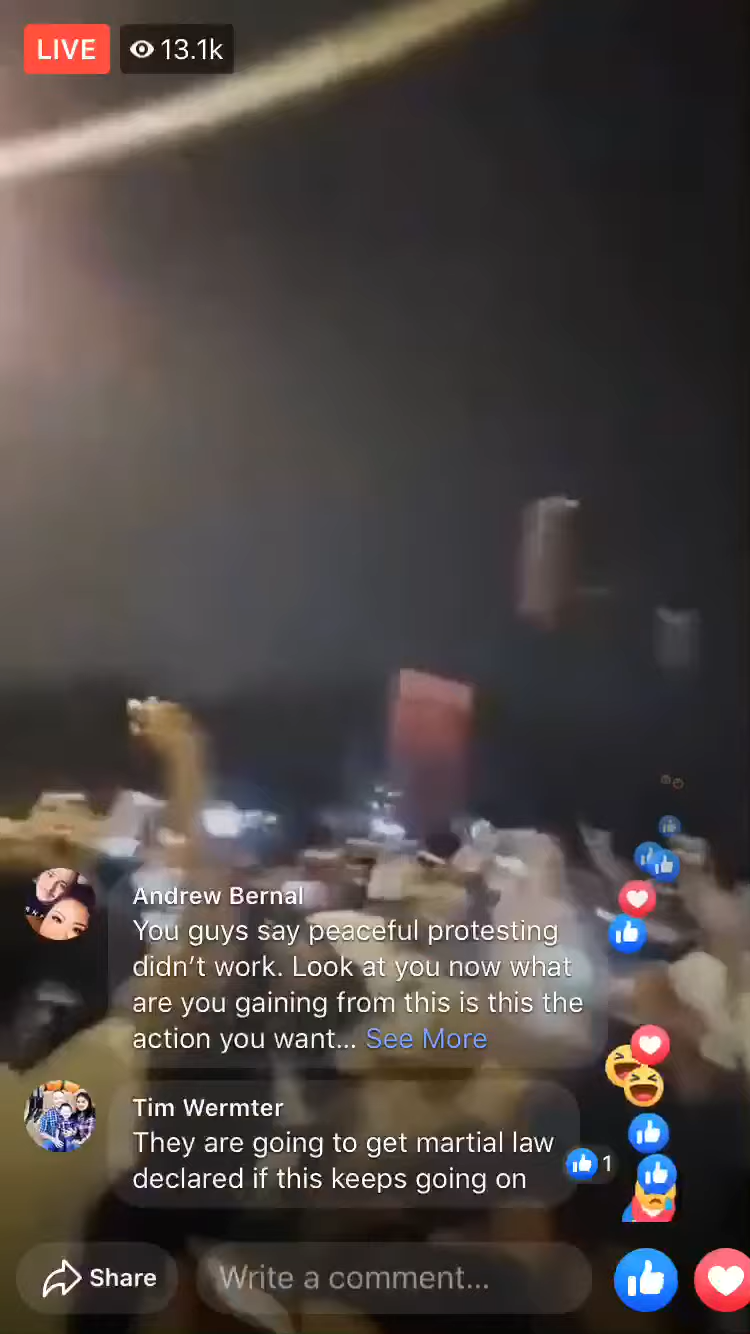 LIVE 13.1k
Andrew Bernal
You guys say peaceful protesting
didn’t work. Look at you now what
are you gaining from this is this the
action you want... See More
Tim Wermter
They are going to get martial law
declared if this keeps going on
1
Share Write a comment...